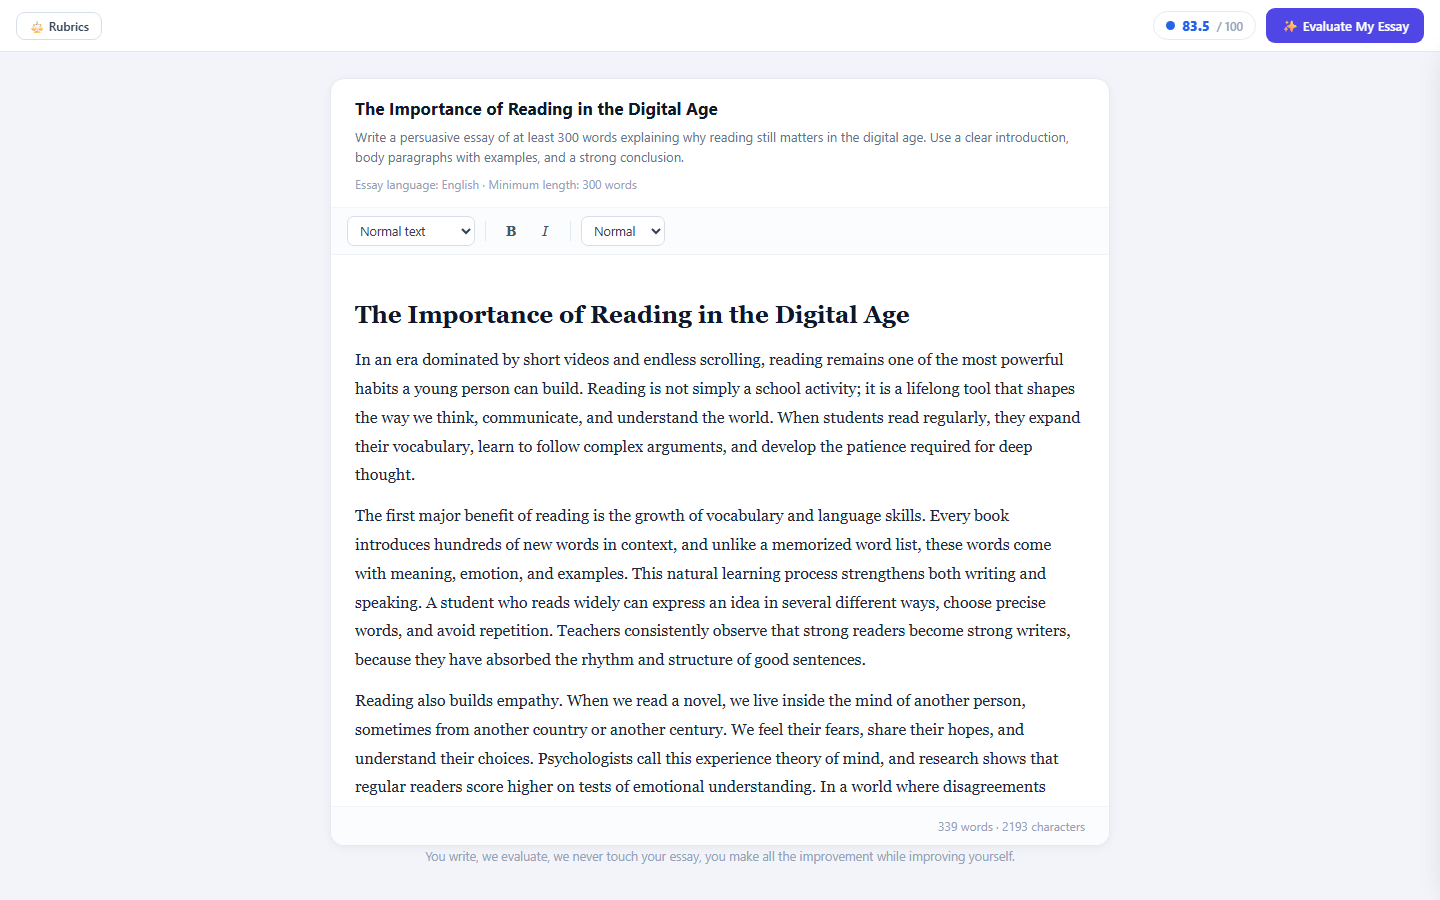 Rubrics
83.5 / 100
Evaluate My Essay
The Importance of Reading in the Digital Age
Write a persuasive essay of at least 300 words explaining why reading still matters in the digital age. Use a clear introduction,
body paragraphs with examples, and a strong conclusion.
Essay language: English · Minimum length: 300 words
Normal text
B
I
Normal
The Importance of Reading in the Digital Age
In an era dominated by short videos and endless scrolling, reading remains one of the most powerful
habits a young person can build. Reading is not simply a school activity; it is a lifelong tool that shapes
the way we think, communicate, and understand the world. When students read regularly, they expand
their vocabulary, learn to follow complex arguments, and develop the patience required for deep
thought.
The first major benefit of reading is the growth of vocabulary and language skills. Every book
introduces hundreds of new words in context, and unlike a memorized word list, these words come
with meaning, emotion, and examples. This natural learning process strengthens both writing and
speaking. A student who reads widely can express an idea in several different ways, choose precise
words, and avoid repetition. Teachers consistently observe that strong readers become strong writers,
because they have absorbed the rhythm and structure of good sentences.
Reading also builds empathy. When we read a novel, we live inside the mind of another person,
sometimes from another country or another century. We feel their fears, share their hopes, and
understand their choices. Psychologists call this experience theory of mind, and research shows that
regular readers score higher on tests of emotional understanding. In a world where disagreements
339 words · 2193 characters
You write, we evaluate, we never touch your essay, you make all the improvement while improving yourself.